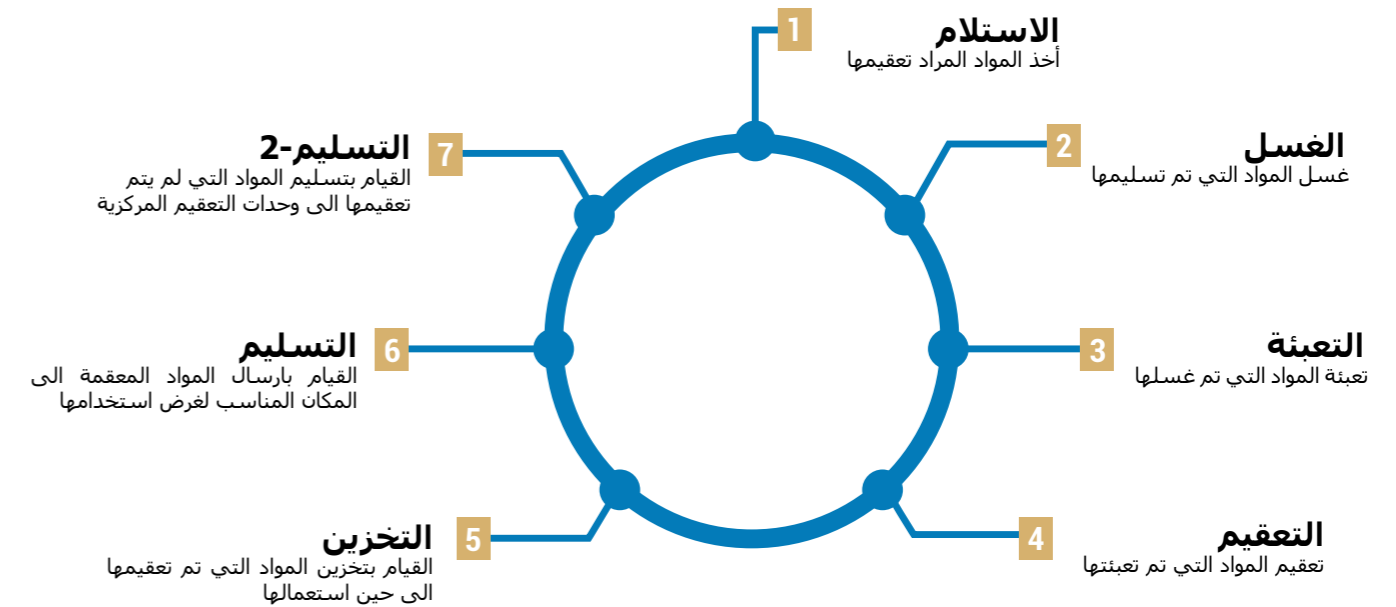 1
الاستلام
أخذ المواد المراد تعقيمها
2
الغسل
غسل المواد التي تم تسليمها
3
التعبئة
تعبئة المواد التي تم غسلها
4
التعقيم
تعقيم المواد التي تم تعبئتها
5
التخزين
القيام بتخزين المواد التي تم تعقيمها
الى حين استعمالها
6
التسليم
القيام بارسال المواد المعقمة الى
المكان المناسب لغرض استخدامها
7
التسليم-2
القيام بتسليم المواد التي لم يتم
تعقيمها الى وحدات التعقيم المركزية